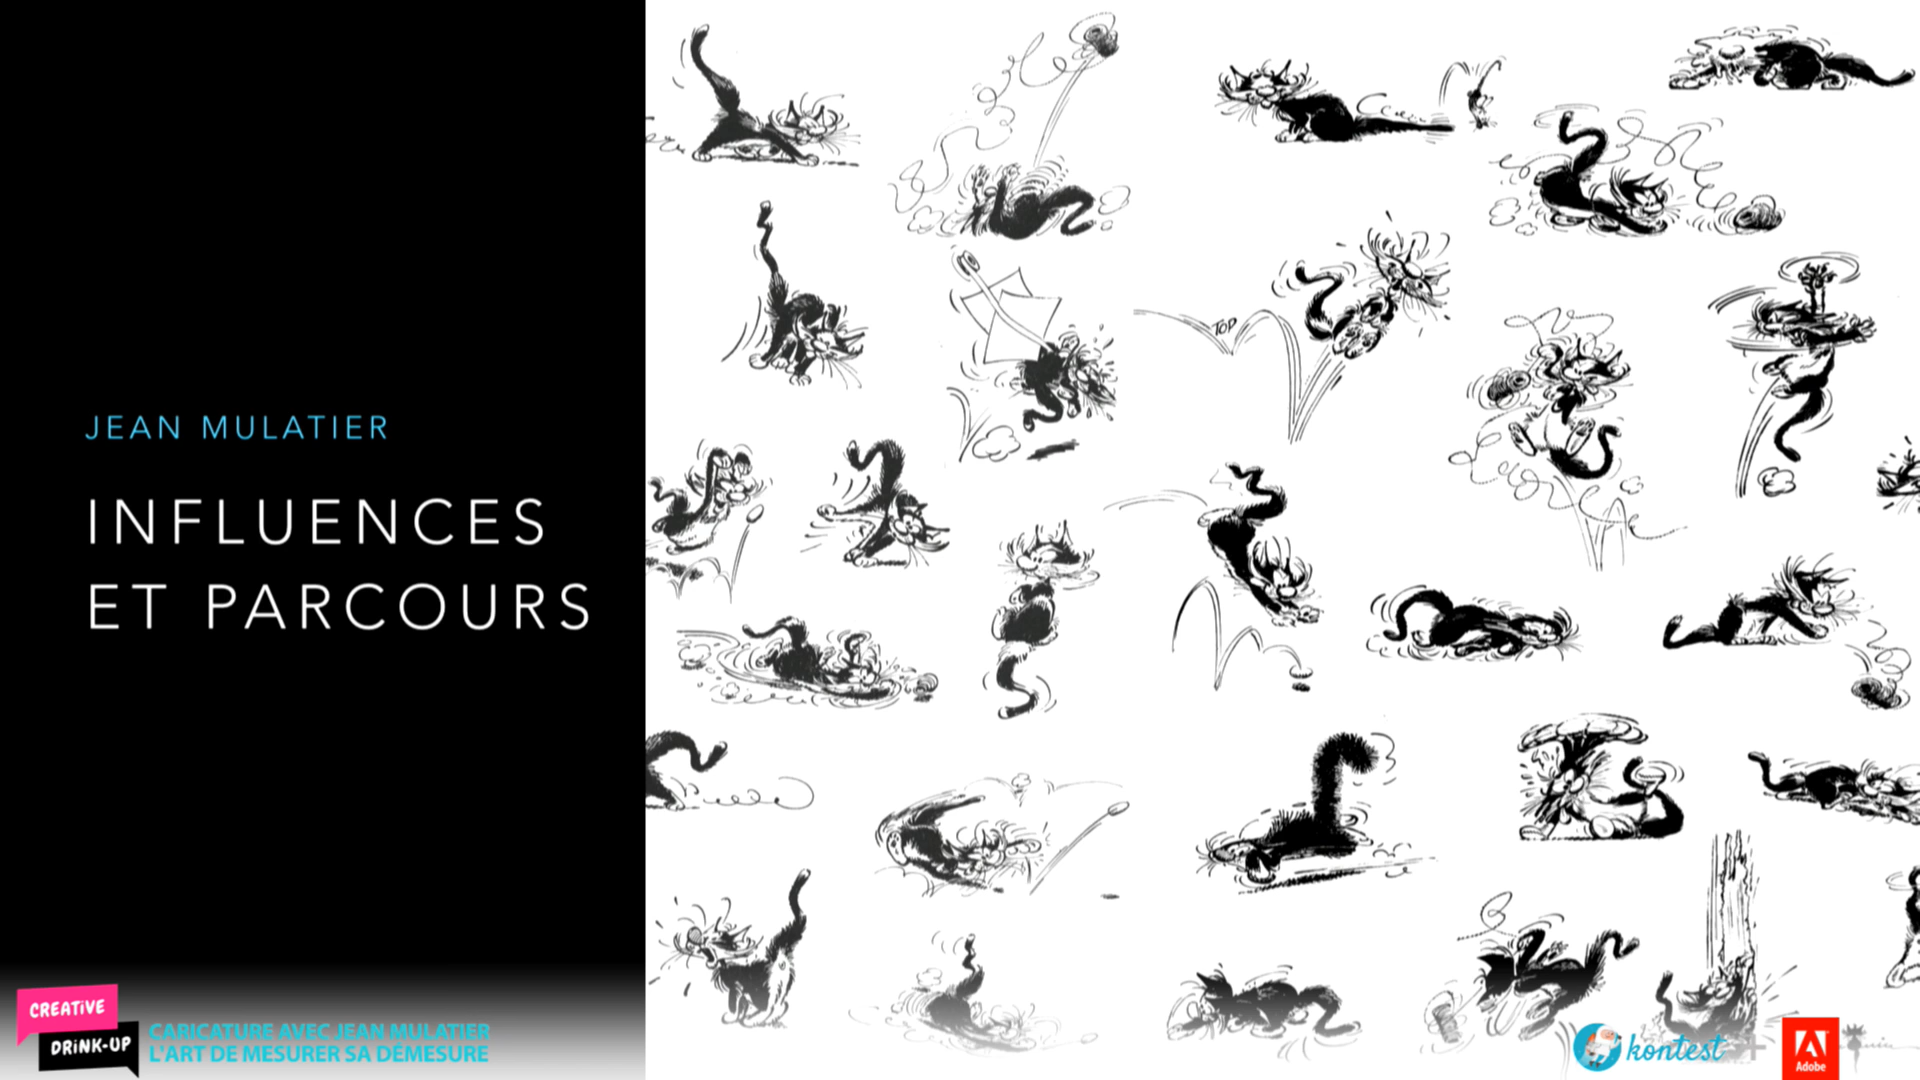 JEAN MULATIER
INFLUENCES
ET PARCOURS
TOP
CREATiVE
DRiNK-UP
CARICATURE AVEC JEAN MULATIER
L'ART DE MESURER SA DÉMESURE
kontest
Adobe